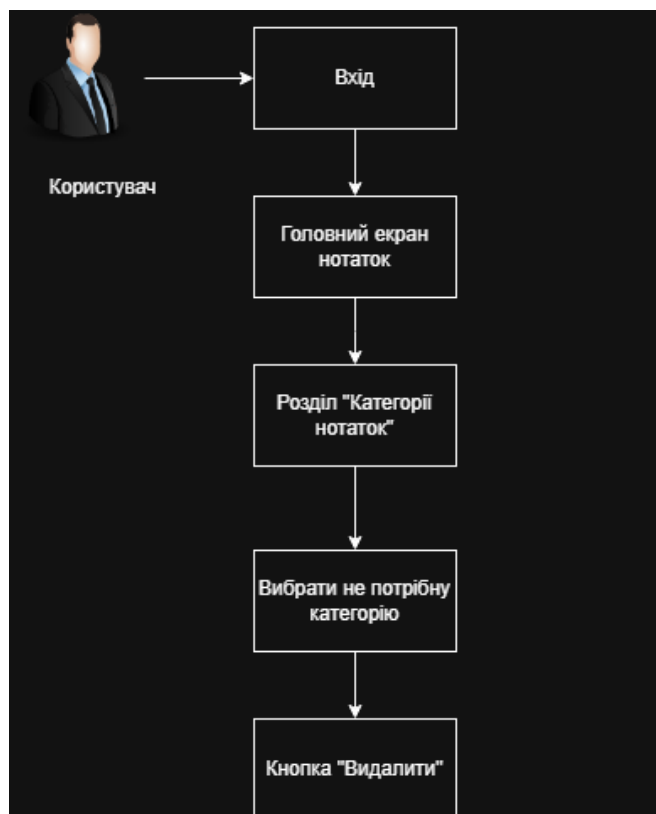 Вхід
Користувач
Головний екран
нотаток
Розділ "Категорії
нотаток"
Вибрати не потрібну
категорію
Кнопка "Видалити"